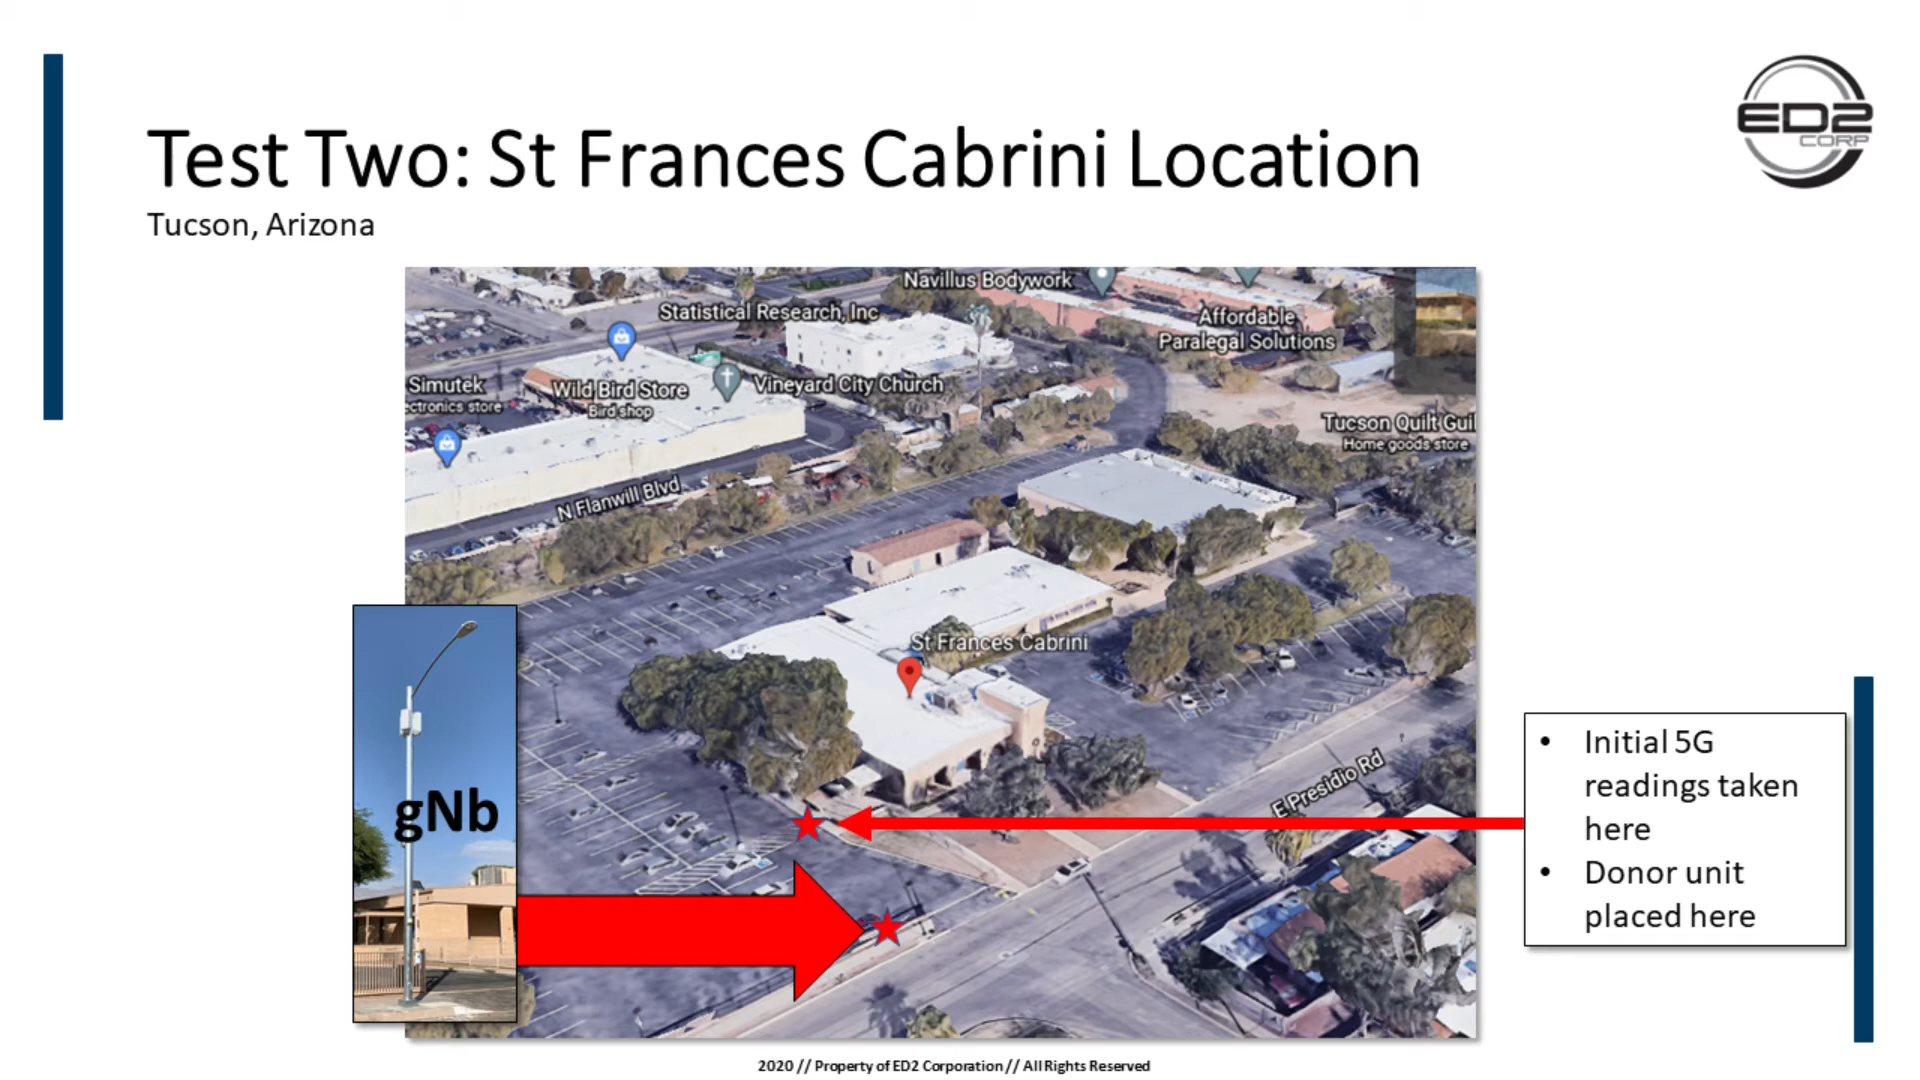 ED2
CORP
Test Two: St Frances Cabrini Location
Tucson, Arizona
Navillus Bodywork
Statistical Research, Inc
Affordable
Paralegal Solutions
Simutek
ectronics store
Wild Bird Store
Bird shop
Vineyard City Church
Tucson Quilt Guil
Home goods store
N Flanwill Blvd
St Frances Cabrini
E Presidio Rd
gNb
• Initial 5G
readings taken
here
• Donor unit
placed here
2020 // Property of ED2 Corporation // All Rights Reserved